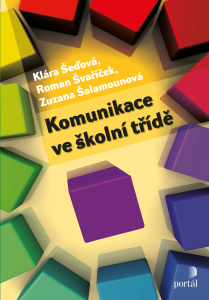 Klára Šeďová,
Roman Švaříček,
Zuzana Šalamounová
Komunikace
ve školní třídě
portál